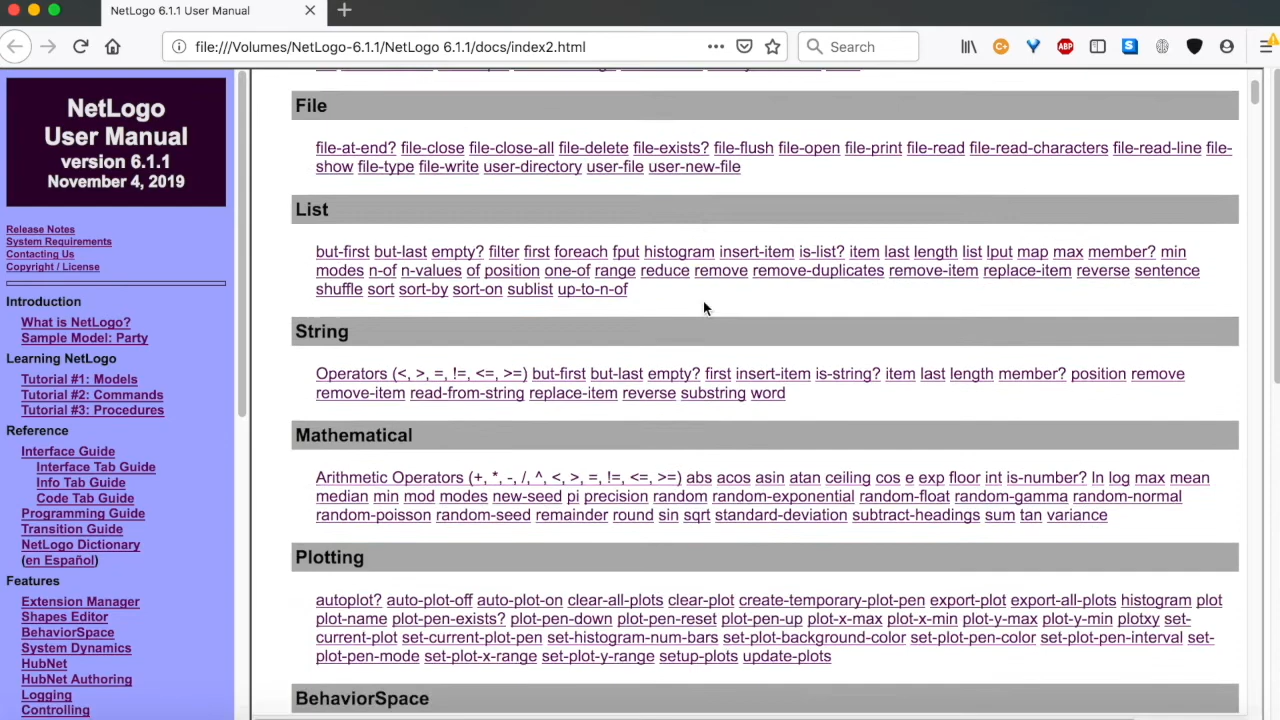 NetLogo 6.1.1 User Manual
file:///Volumes/NetLogo-6.1.1/NetLogo 6.1.1/docs/index2.html
Search
ABP
NetLogo
User Manual
version 6.1.1
November 4, 2019
Release Notes
System Requirements
Contacting Us
Copyright / License
Introduction
What is NetLogo?
Sample Model: Party
Learning NetLogo
Tutorial #1: Models
Tutorial #2: Commands
Tutorial #3: Procedures
Reference
Interface Guide
Interface Tab Guide
Info Tab Guide
Code Tab Guide
Programming Guide
Transition Guide
NetLogo Dictionary
(en Español)
Features
Extension Manager
Shapes Editor
BehaviorSpace
System Dynamics
HubNet
HubNet Authoring
Logging
Controlling
File
file-at-end? file-close file-close-all file-delete file-exists? file-flush file-open file-print file-read file-read-characters file-read-line file-
show file-type file-write user-directory user-file user-new-file
List
but-first but-last empty? filter first foreach fput histogram insert-item is-list? item last length list lput map max member? min
modes n-of n-values of position one-of range reduce remove remove-duplicates remove-item replace-item reverse sentence
shuffle sort sort-by sort-on sublist up-to-n-of
String
Operators (<, >, =, !=, <=, >=) but-first but-last empty? first insert-item is-string? item last length member? position remove
remove-item read-from-string replace-item reverse substring word
Mathematical
Arithmetic Operators (+, *, -, /, ^, <, >, =, !=, <=, >=) abs acos asin atan ceiling cos e exp floor int is-number? ln log max mean
median min mod modes new-seed pi precision random random-exponential random-float random-gamma random-normal
random-poisson random-seed remainder round sin sqrt standard-deviation subtract-headings sum tan variance
Plotting
autoplot? auto-plot-off auto-plot-on clear-all-plots clear-plot create-temporary-plot-pen export-plot export-all-plots histogram plot
plot-name plot-pen-exists? plot-pen-down plot-pen-reset plot-pen-up plot-x-max plot-x-min plot-y-max plot-y-min plotxy set-
current-plot set-current-plot-pen set-histogram-num-bars set-plot-background-color set-plot-pen-color set-plot-pen-interval set-
plot-pen-mode set-plot-x-range set-plot-y-range setup-plots update-plots
BehaviorSpace